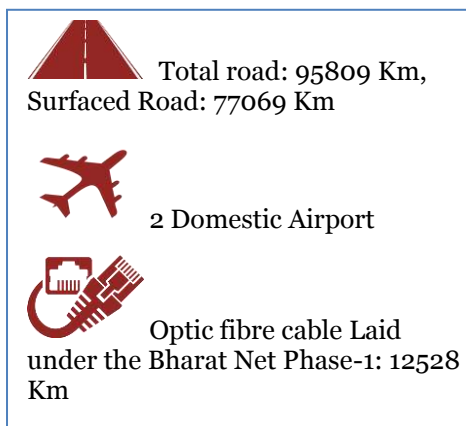 Total road: 95809 Km,
Surfaced Road: 77069 Km
2 Domestic Airport
Optic fibre cable Laid
under the Bharat Net Phase-1: 12528
Km